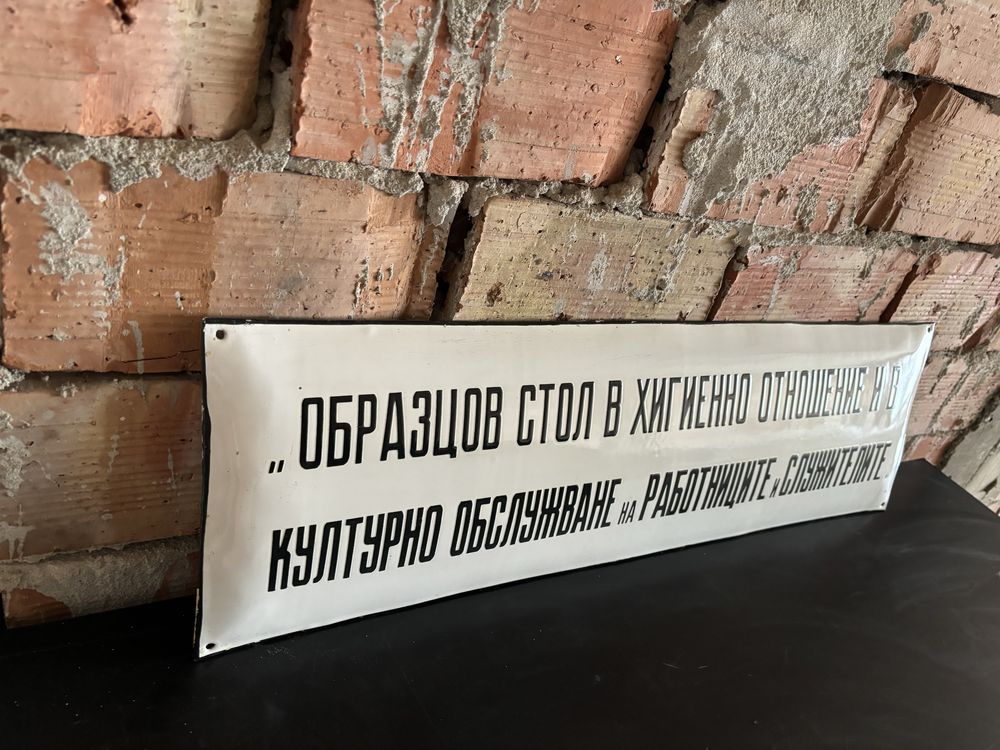 „ОБРАЗЦОВ СТОЛ В ХИГИЕННО ОТНОШЕНИЕ И В
КУЛТУРНО ОБСЛУЖВАНЕ НА РАБОТНИЦИТЕ И СЛУЖИТЕЛИТЕ.